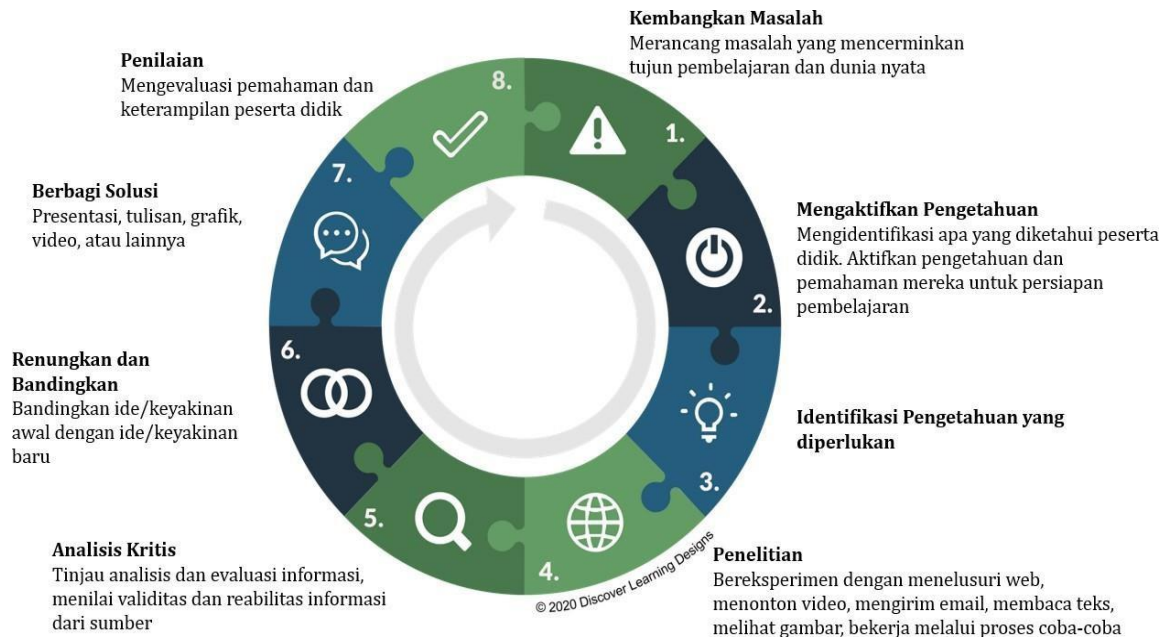 Kembangkan Masalah
Merancang masalah yang mencerminkan
tujun pembelajaran dan dunia nyata
1.
Mengaktifkan Pengetahuan
Mengidentifikasi apa yang diketahui peserta
didik. Aktifkan pengetahuan dan
pemahaman mereka untuk persiapan
pembelajaran
2.
Identifikasi Pengetahuan yang
diperlukan
3.
Penelitian
Bereksperimen dengan menelusuri web,
menonton video, mengirim email, membaca teks,
melihat gambar, bekerja melalui proses coba-coba
4.
© 2020 Discover Learning Designs
Analisis Kritis
Tinjau analisis dan evaluasi informasi,
menilai validitas dan reabilitas informasi
dari sumber
5.
Renungkan dan
Bandingkan
Bandingkan ide/keyakinan
awal dengan ide/keyakinan
baru
6.
Berbagi Solusi
Presentasi, tulisan, grafik,
video, atau lainnya
7.
Penilaian
Mengevaluasi pemahaman dan
keterampilan peserta didik
8.